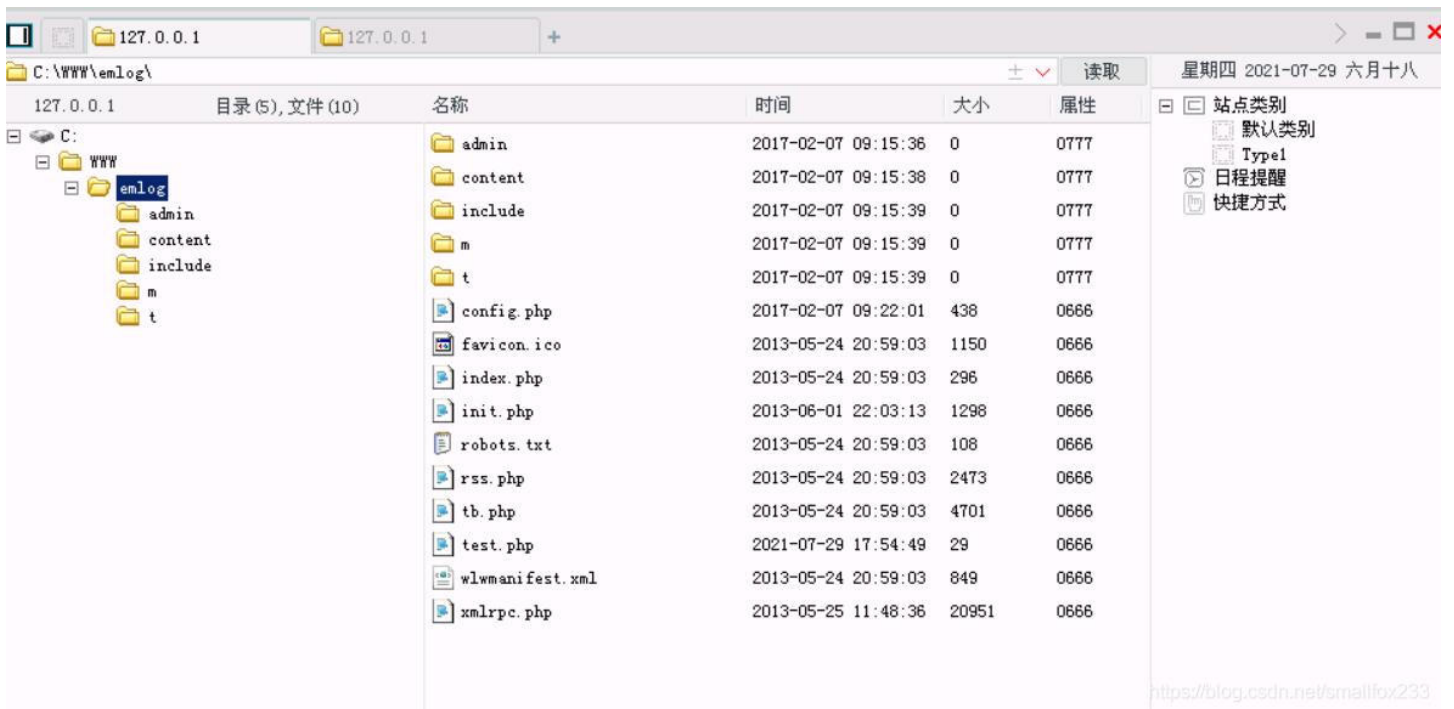 127.0.0.1 127.0.0.1 +
C:\WWW\emlog\ 读取 星期四 2021-07-29 六月十八
127.0.0.1 目录(5),文件(10) 名称 时间 大小 属性
C:
WWW
emlog
admin
content
include
m
t
admin 2017-02-07 09:15:36 0 0777
content 2017-02-07 09:15:38 0 0777
include 2017-02-07 09:15:39 0 0777
m 2017-02-07 09:15:39 0 0777
t 2017-02-07 09:15:39 0 0777
config.php 2017-02-07 09:22:01 438 0666
favicon.ico 2013-05-24 20:59:03 1150 0666
index.php 2013-05-24 20:59:03 296 0666
init.php 2013-06-01 22:03:13 1298 0666
robots.txt 2013-05-24 20:59:03 108 0666
rss.php 2013-05-24 20:59:03 2473 0666
tb.php 2013-05-24 20:59:03 4701 0666
test.php 2021-07-29 17:54:49 29 0666
wlwmanifest.xml 2013-05-24 20:59:03 849 0666
xmlrpc.php 2013-05-25 11:48:36 20951 0666
站点类别
默认类别
Type1
日程提醒
快捷方式
https://blog.csdn.net/smallfox233